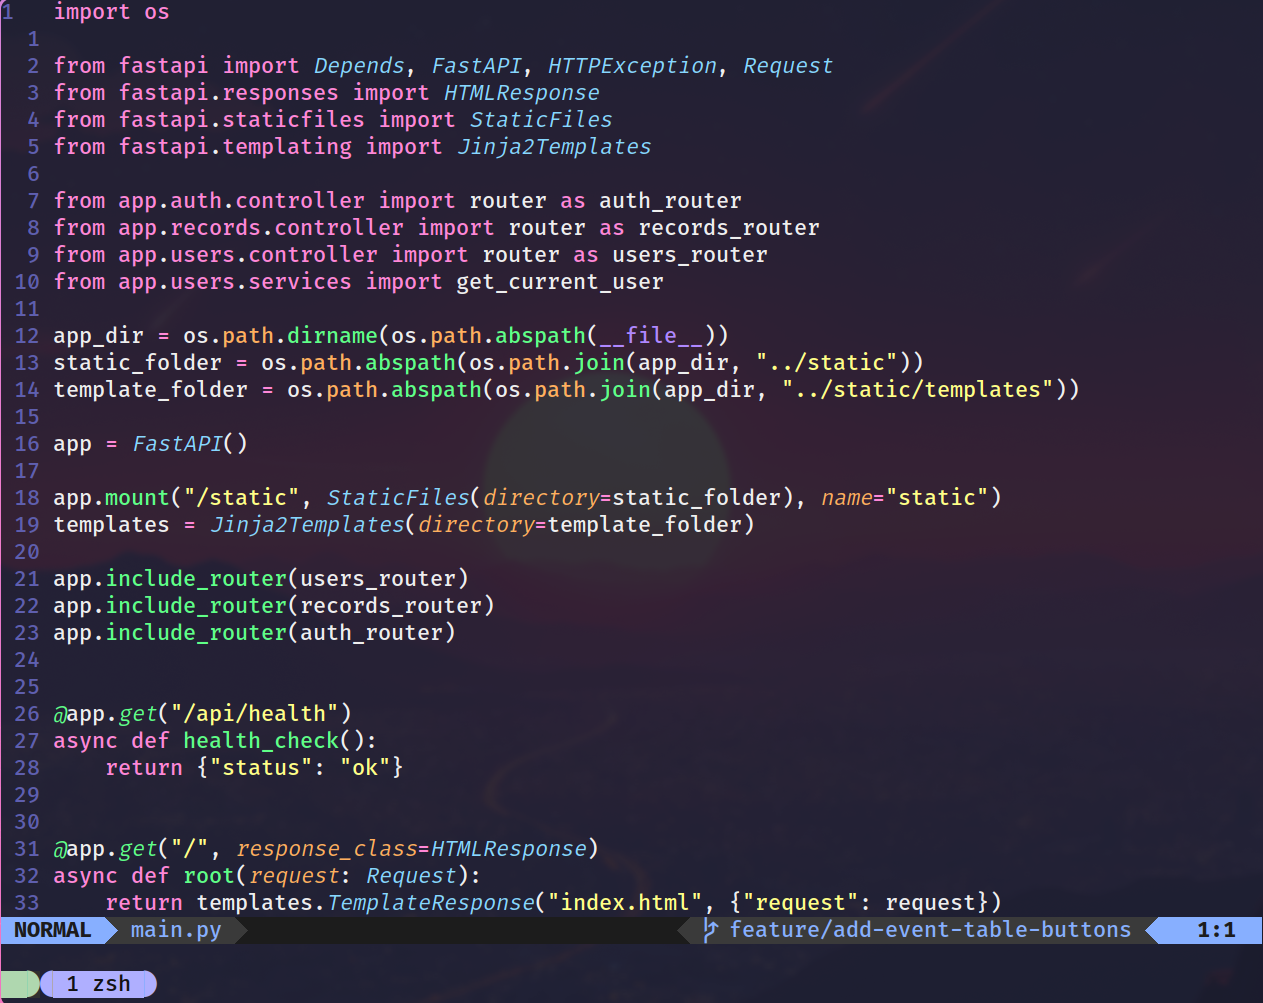 1   import os
  1
  2 from fastapi import Depends, FastAPI, HTTPException, Request
  3 from fastapi.responses import HTMLResponse
  4 from fastapi.staticfiles import StaticFiles
  5 from fastapi.templating import Jinja2Templates
  6
  7 from app.auth.controller import router as auth_router
  8 from app.records.controller import router as records_router
  9 from app.users.controller import router as users_router
 10 from app.users.services import get_current_user
 11
 12 app_dir = os.path.dirname(os.path.abspath(__file__))
 13 static_folder = os.path.abspath(os.path.join(app_dir, "../static"))
 14 template_folder = os.path.abspath(os.path.join(app_dir, "../static/templates"))
 15
 16 app = FastAPI()
 17
 18 app.mount("/static", StaticFiles(directory=static_folder), name="static")
 19 templates = Jinja2Templates(directory=template_folder)
 20
 21 app.include_router(users_router)
 22 app.include_router(records_router)
 23 app.include_router(auth_router)
 24
 25
 26 @app.get("/api/health")
 27 async def health_check():
 28     return {"status": "ok"}
 29
 30
 31 @app.get("/", response_class=HTMLResponse)
 32 async def root(request: Request):
 33     return templates.TemplateResponse("index.html", {"request": request})
NORMAL main.py feature/add-event-table-buttons 1:1
1 zsh